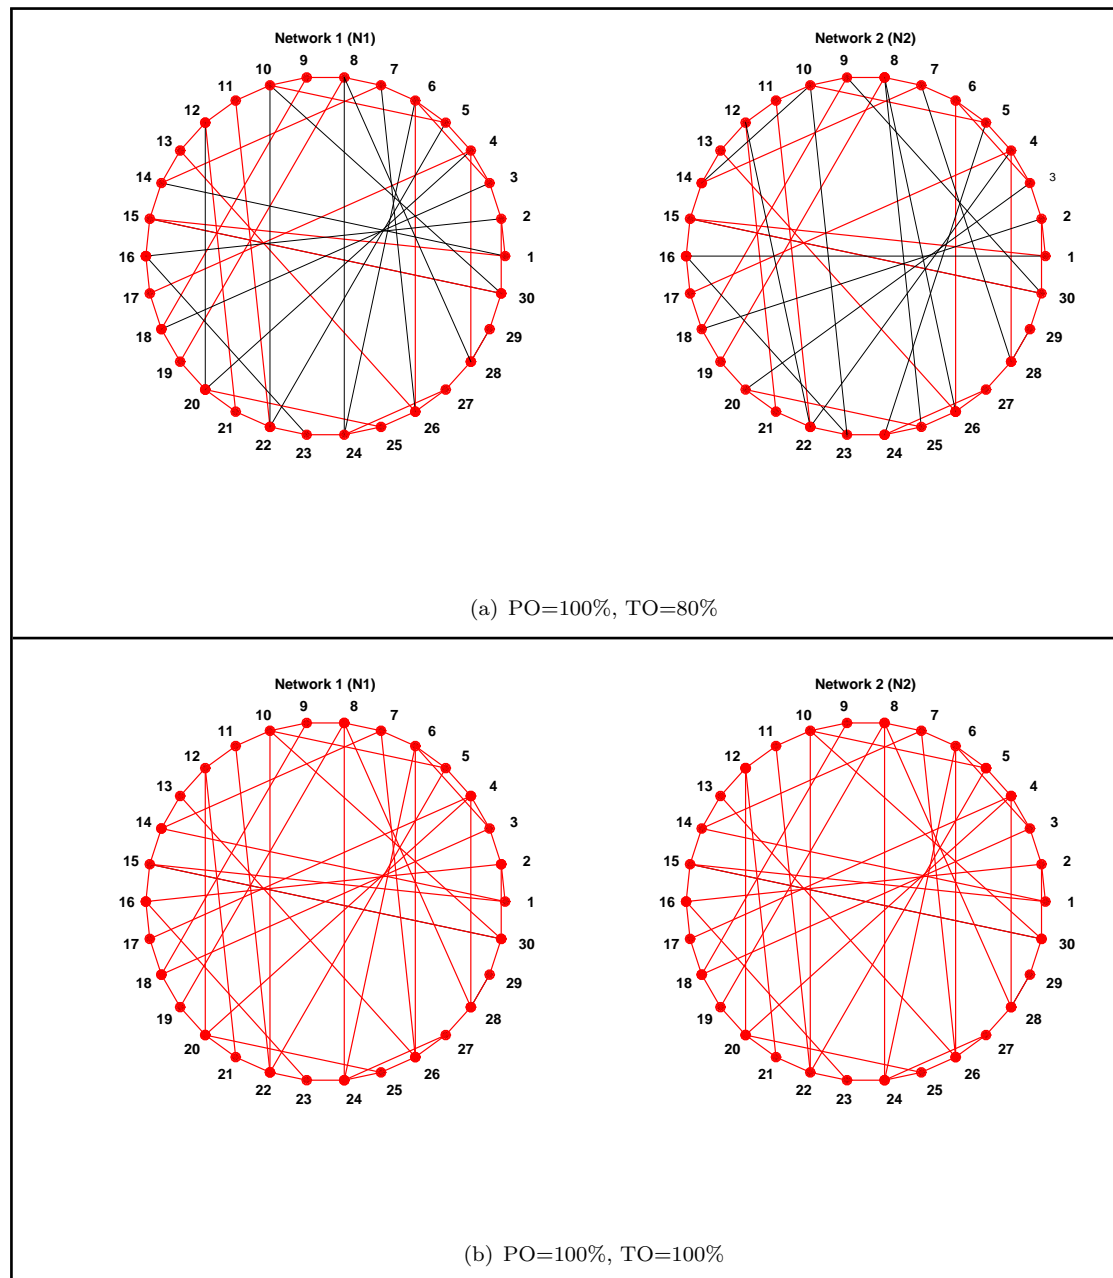 Network 1 (N1) Network 2 (N2)
9 8 9 8
10 7 10 7
11 6 11 6
12 5 12 5
13 4 13 4
14 3 14 3
15 2 15 2
16 1 16 1
17 30 17 30
18 29 18 29
19 28 19 28
20 27 20 27
21 26 21 26
22 25 22 25
23 24 23 24
(a) PO=100%, TO=80%
Network 1 (N1) Network 2 (N2)
9 8 9 8
10 7 10 7
11 6 11 6
12 5 12 5
13 4 13 4
14 3 14 3
15 2 15 2
16 1 16 1
17 30 17 30
18 29 18 29
19 28 19 28
20 27 20 27
21 26 21 26
22 25 22 25
23 24 23 24
(b) PO=100%, TO=100%